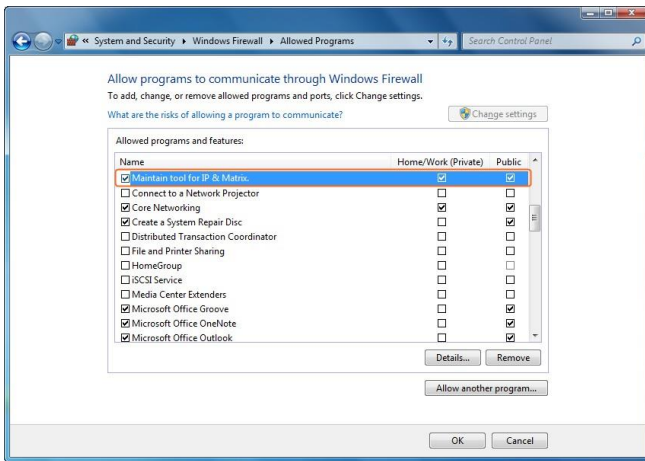 « System and Security ▸ Windows Firewall ▸ Allowed Programs
Search Control Panel
Allow programs to communicate through Windows Firewall
To add, change, or remove allowed programs and ports, click Change settings.
What are the risks of allowing a program to communicate?
Change settings
Allowed programs and features:
Name Home/Work (Private) Public
Maintain tool for IP & Matrix.
Connect to a Network Projector
Core Networking
Create a System Repair Disc
Distributed Transaction Coordinator
File and Printer Sharing
HomeGroup
iSCSI Service
Media Center Extenders
Microsoft Office Groove
Microsoft Office OneNote
Microsoft Office Outlook
Details... Remove
Allow another program...
OK Cancel